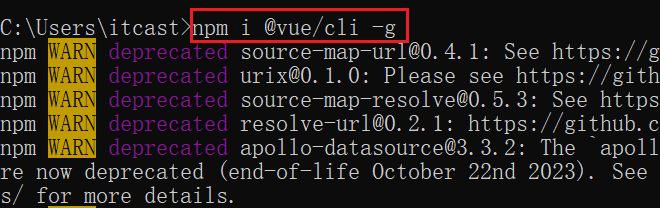 C:\Users\itcast>npm i @vue/cli -g
npm WARN deprecated source-map-url@0.4.1: See https://g
npm WARN deprecated urix@0.1.0: Please see https://gith
npm WARN deprecated source-map-resolve@0.5.3: See https
npm WARN deprecated resolve-url@0.2.1: https://github.c
npm WARN deprecated apollo-datasource@3.3.2: The `apoll
re now deprecated (end-of-life October 22nd 2023). See
s/ for more details.